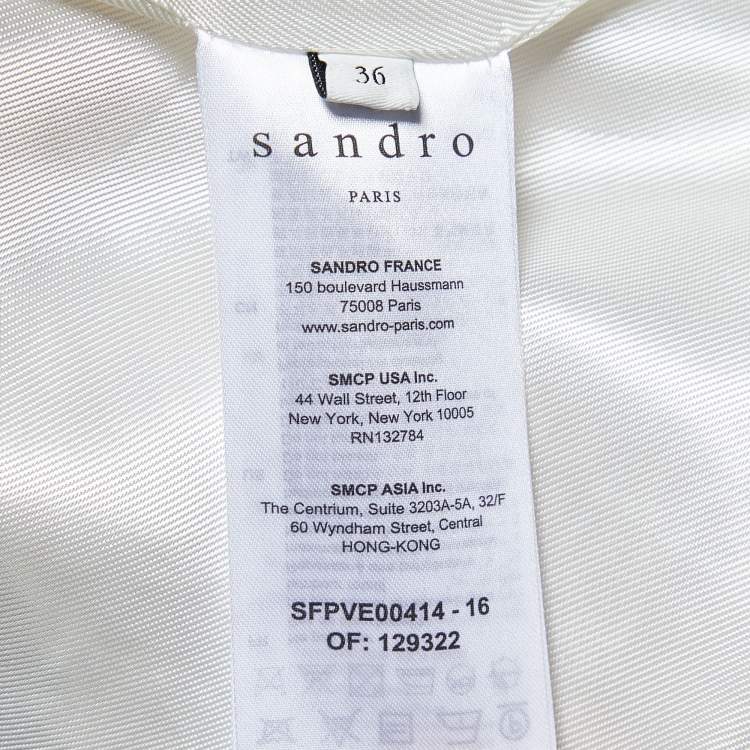 36
sandro
PARIS
SANDRO FRANCE
150 boulevard Haussmann
75008 Paris
www.sandro-paris.com
SMCP USA Inc.
44 Wall Street, 12th Floor
New York, New York 10005
RN132784
SMCP ASIA Inc.
The Centrium, Suite 3203A-5A, 32/F
60 Wyndham Street, Central
HONG-KONG
SFPVE00414 - 16
OF: 129322